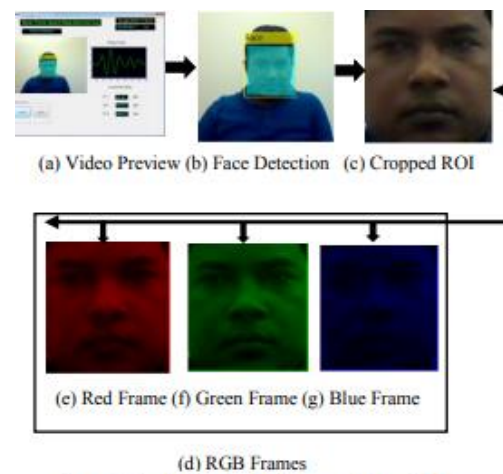 (a) Video Preview (b) Face Detection (c) Cropped ROI
(e) Red Frame (f) Green Frame (g) Blue Frame
(d) RGB Frames